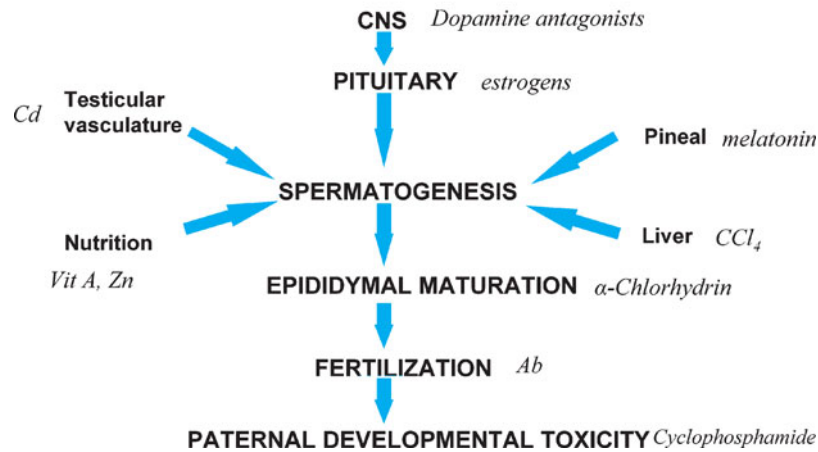 CNS Dopamine antagonists
PITUITARY estrogens
Cd Testicular
vasculature
Pineal melatonin
SPERMATOGENESIS
Nutrition
Vit A, Zn
Liver CCl₄
EPIDIDYMAL MATURATION α-Chlorhydrin
FERTILIZATION Ab
PATERNAL DEVELOPMENTAL TOXICITY Cyclophosphamide